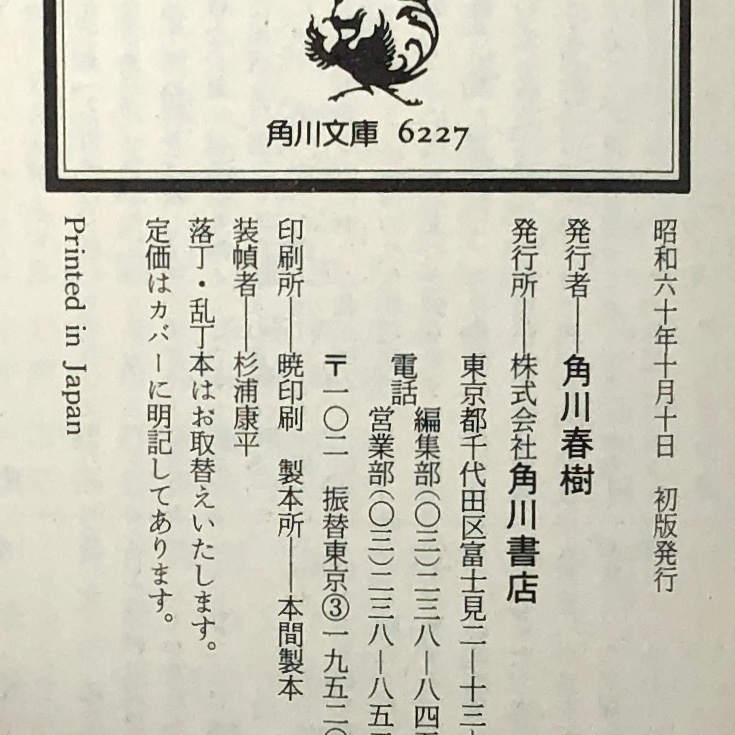 角川文庫 6227
昭和六十年十月十日 初版発行
発行者――角川春樹
発行所――株式会社角川書店
東京都千代田区富士見二―十三
電話 編集部(〇三)二三八―八四
営業部(〇三)二三八―八五
〒一〇二 振替東京③一九五二〇
印刷所――暁印刷 製本所――本間製本
装幀者――杉浦康平
落丁・乱丁本はお取替えいたします。
定価はカバーに明記してあります。
Printed in Japan